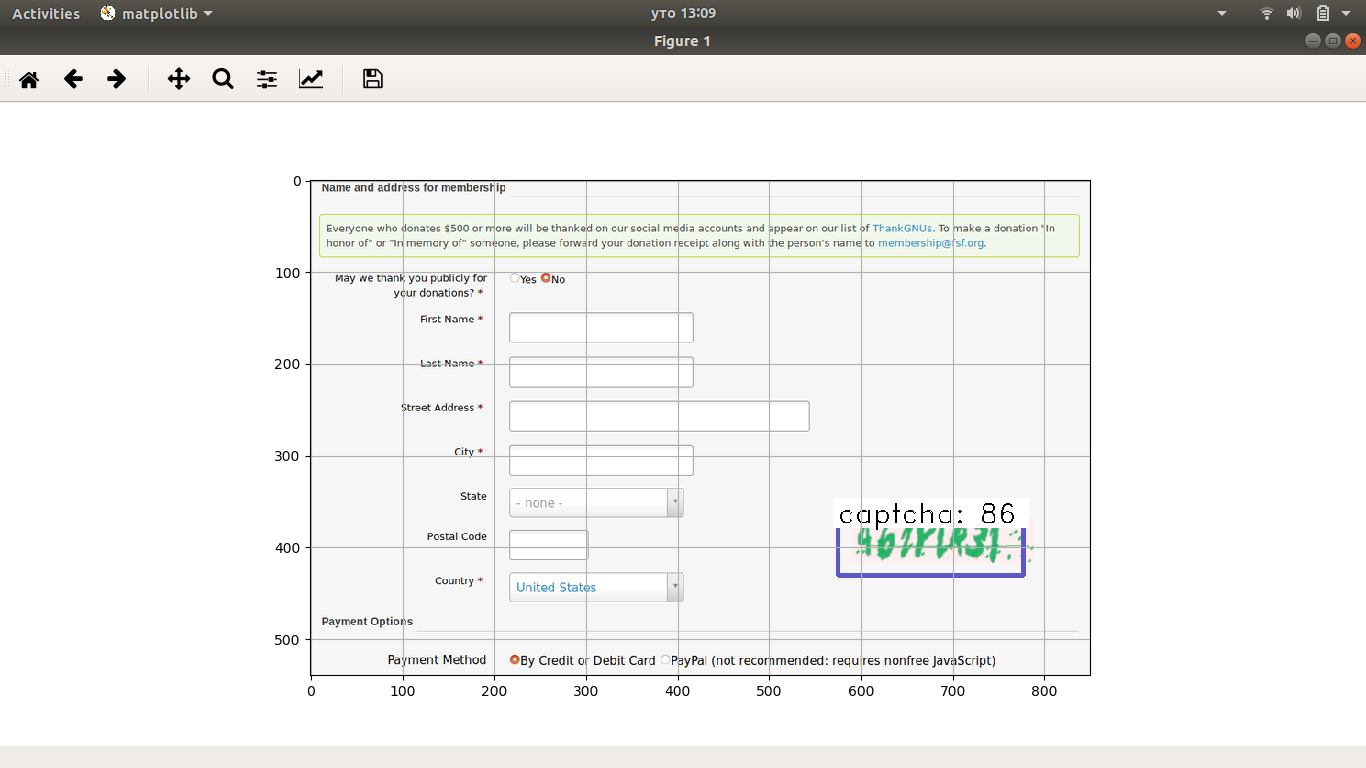 Activities matplotlib уто 13:09
Figure 1
0
100
200
300
400
500
Name and address for membership
Everyone who donates $500 or more will be thanked on our social media accounts and appear on our list of ThankGNUs. To make a donation "In
honor of" or "In memory of" someone, please forward your donation receipt along with the person's name to membership@fsf.org.
May we thank you publicly for
your donations? *
Yes No
First Name *
Last Name *
Street Address *
City *
State
- none -
captcha: 86
Postal Code
Country *
United States
Payment Options
Payment Method
By Credit or Debit Card PayPal (not recommended: requires nonfree JavaScript)
0 100 200 300 400 500 600 700 800